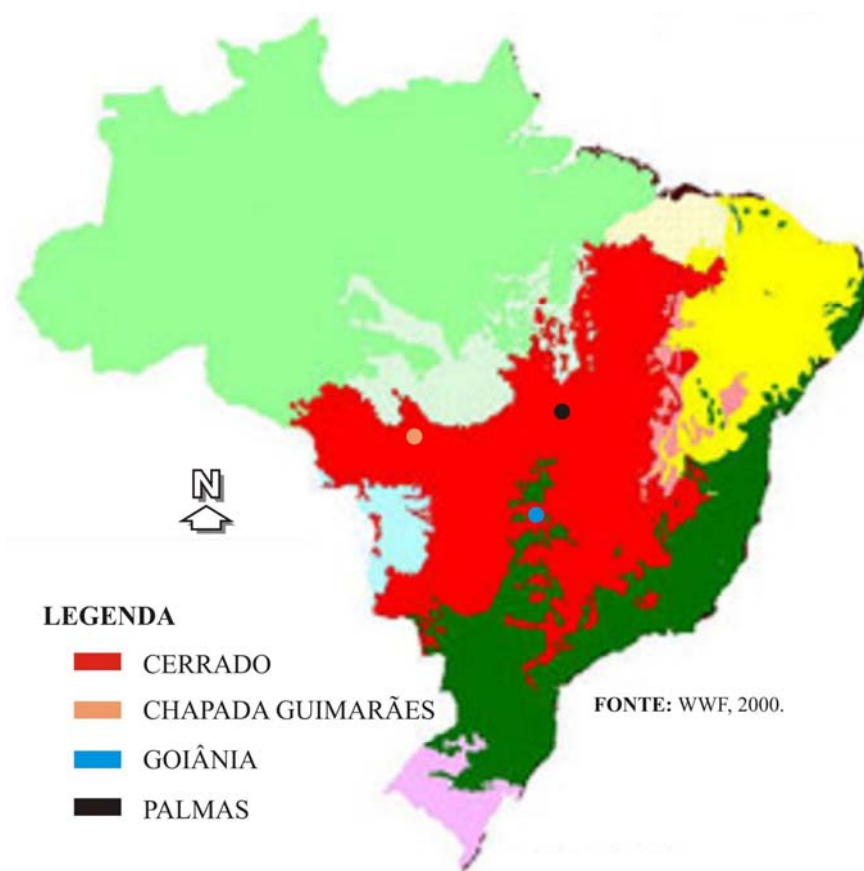 N
LEGENDA
CERRADO
CHAPADA GUIMARÃES
FONTE: WWF, 2000.
GOIÂNIA
PALMAS